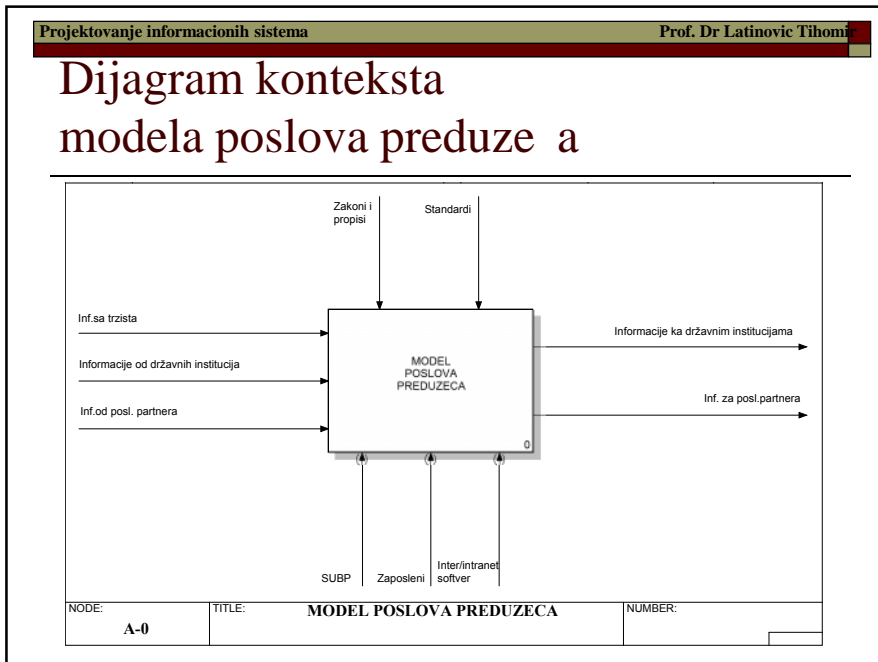 Projektovanje informacionih sistema Prof. Dr Latinovic Tihomir
Dijagram konteksta
modela poslova preduze a
Zakoni i
propisi
Standardi
Inf.sa trzista
Informacije od državnih institucija
Inf.od posl. partnera
MODEL
POSLOVA
PREDUZECA
0
Informacije ka državnim institucijama
Inf. za posl.partnera
SUBP
Zaposleni
Inter/intranet
softver
NODE:
A-0
TITLE:
MODEL POSLOVA PREDUZECA
NUMBER: